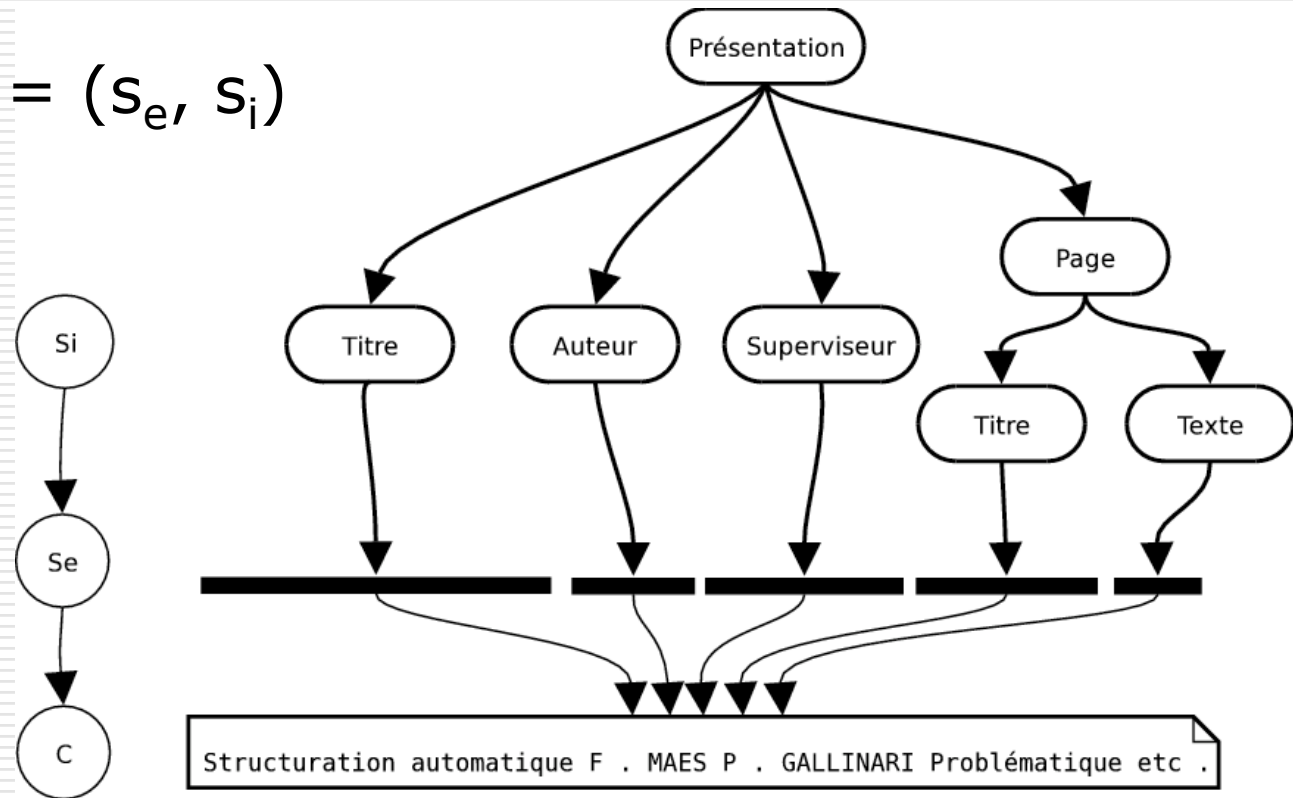 = (se, si)
Présentation
Page
Si
Titre
Auteur
Superviseur
Titre
Texte
Se
C
Structuration automatique F . MAES P . GALLINARI Problématique etc .